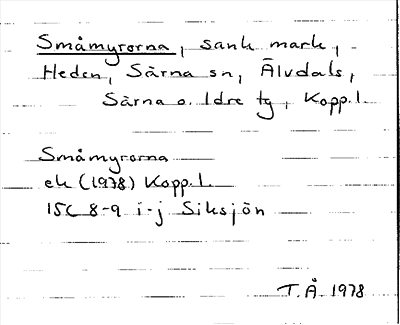 Småmyrorna, sank mark,
Heden, Särna sn, Älvdals,
Särna o. Idre tg, Kopp.l.
Småmyrorna
ek (1978) Kopp.l.
15C 8-9 i-j Siksjön
T.Å. 1978